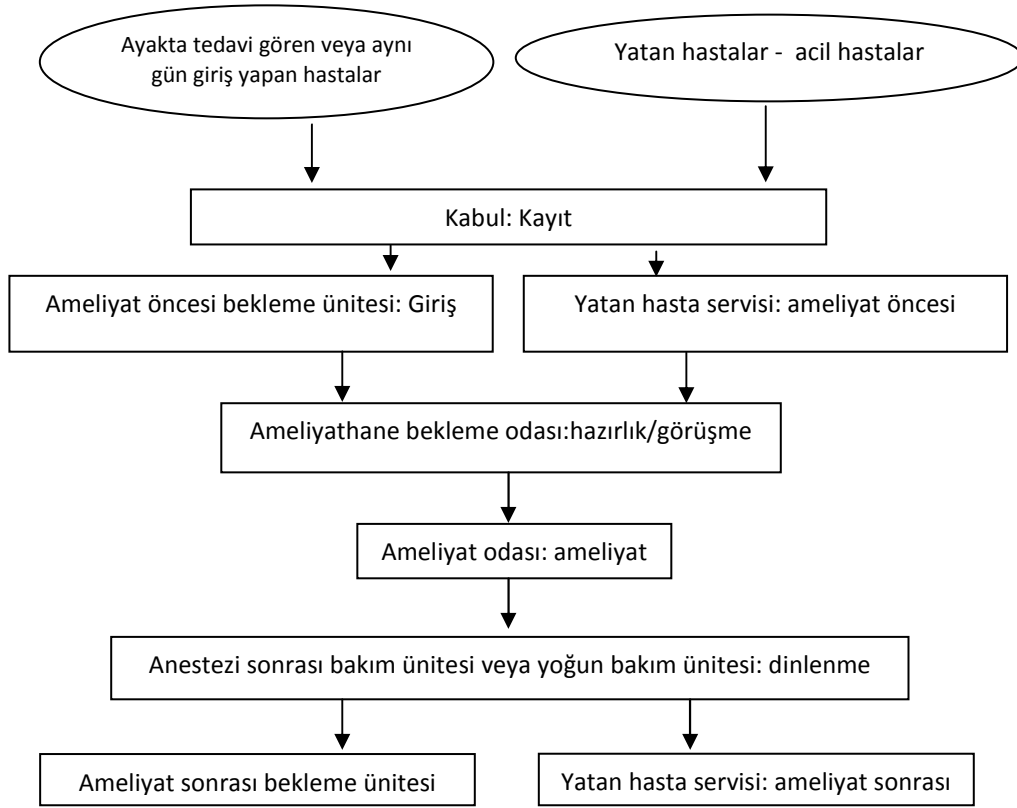 Ayakta tedavi gören veya aynı
gün giriş yapan hastalar
Yatan hastalar - acil hastalar
Kabul: Kayıt
Ameliyat öncesi bekleme ünitesi: Giriş
Yatan hasta servisi: ameliyat öncesi
Ameliyathane bekleme odası:hazırlık/görüşme
Ameliyat odası: ameliyat
Anestezi sonrası bakım ünitesi veya yoğun bakım ünitesi: dinlenme
Ameliyat sonrası bekleme ünitesi
Yatan hasta servisi: ameliyat sonrası